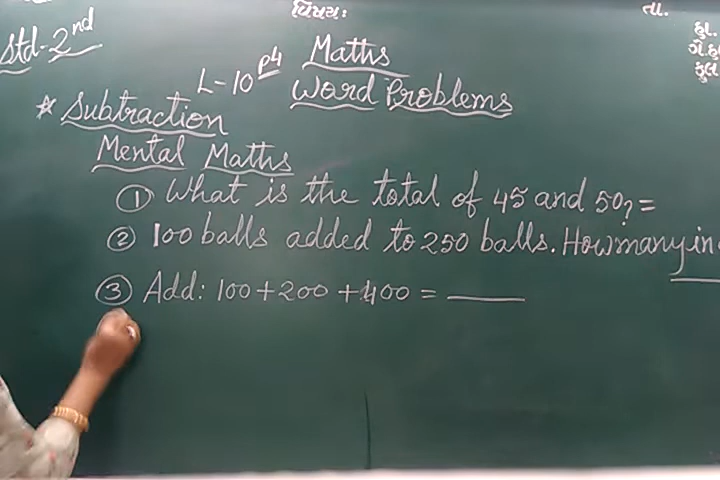 વિષય: તા.
Std-2nd
હા.
ગે.હા
કુલ
L-10 P4 Maths
Word Problems
* Subtraction
Mental Maths
① What is the total of 45 and 50? =
② 100 balls added to 250 balls. How many in
③ Add: 100 + 200 + 400 = ______